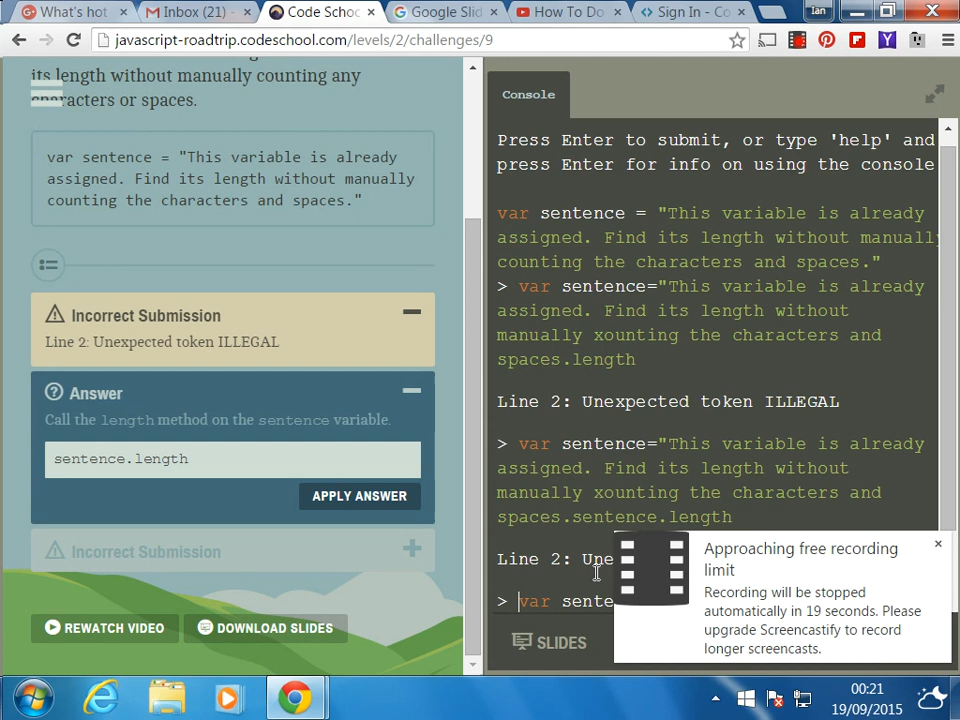 What's hot
Inbox (21) -
Code Schoo
Google Slid
How To Do
Sign In - Co
Ian
javascript-roadtrip.codeschool.com/levels/2/challenges/9
its length without manually counting any
characters or spaces.
var sentence = "This variable is already
assigned. Find its length without manually
counting the characters and spaces."
Incorrect Submission
Line 2: Unexpected token ILLEGAL
Answer
Call the length method on the sentence variable.
sentence.length
APPLY ANSWER
Incorrect Submission
REWATCH VIDEO
DOWNLOAD SLIDES
Console
Press Enter to submit, or type 'help' and
press Enter for info on using the console
var sentence = "This variable is already
assigned. Find its length without manually
counting the characters and spaces."
> var sentence="This variable is already
assigned. Find its length without
manually xounting the characters and
spaces.length
Line 2: Unexpected token ILLEGAL
> var sentence="This variable is already
assigned. Find its length without
manually xounting the characters and
spaces.sentence.length
Line 2: Une
> var sente
SLIDES
Approaching free recording
limit
Recording will be stopped
automatically in 19 seconds. Please
upgrade Screencastify to record
longer screencasts.
00:21
19/09/2015